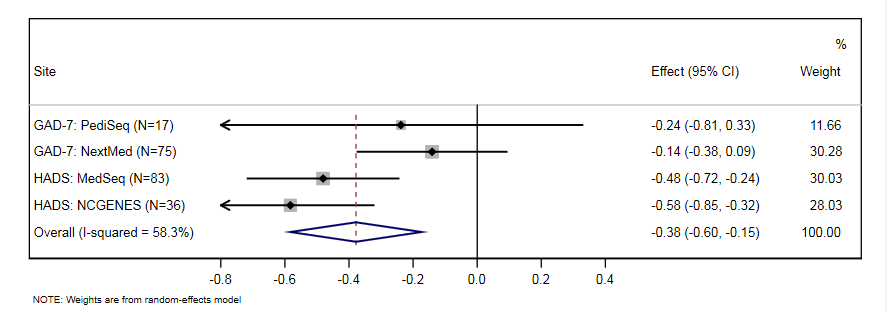 %
Site Effect (95% CI) Weight
GAD-7: PediSeq (N=17) -0.24 (-0.81, 0.33) 11.66
GAD-7: NextMed (N=75) -0.14 (-0.38, 0.09) 30.28
HADS: MedSeq (N=83) -0.48 (-0.72, -0.24) 30.03
HADS: NCGENES (N=36) -0.58 (-0.85, -0.32) 28.03
Overall (I-squared = 58.3%) -0.38 (-0.60, -0.15) 100.00
-0.8 -0.6 -0.4 -0.2 0.0 0.2 0.4
NOTE: Weights are from random-effects model